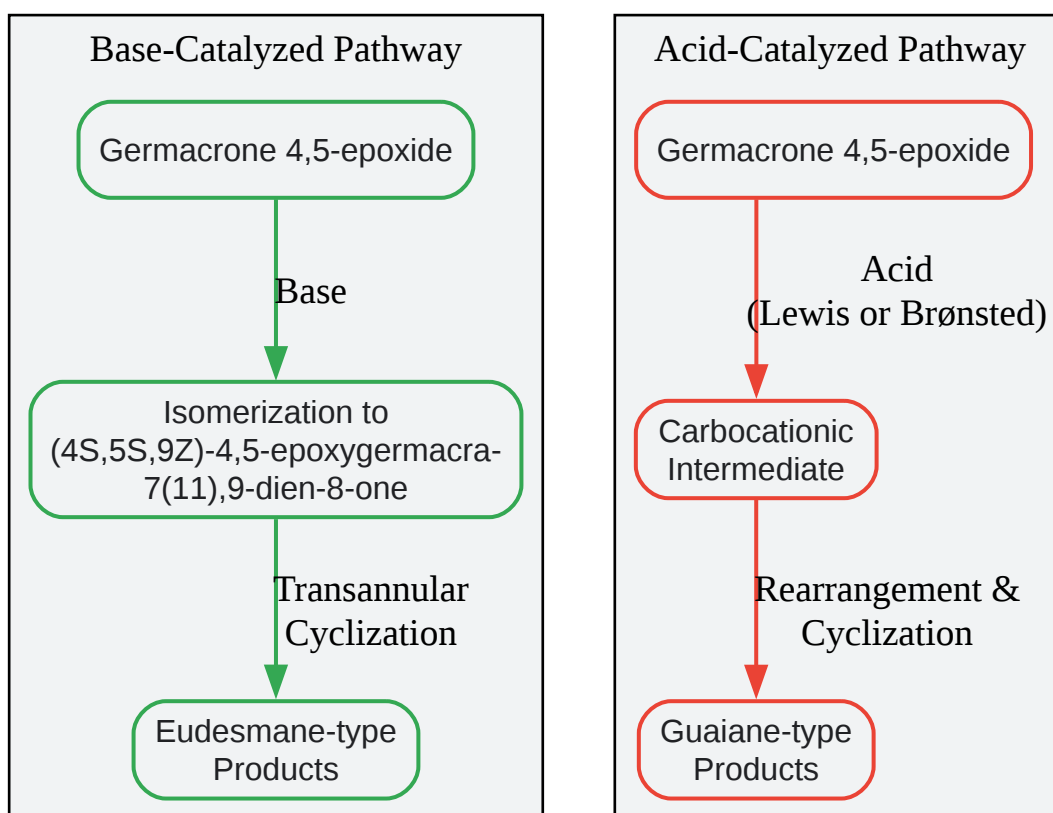 Base-Catalyzed Pathway
Germacrone 4,5-epoxide
Base
Isomerization to
(4S,5S,9Z)-4,5-epoxygermacra-
7(11),9-dien-8-one
Transannular
Cyclization
Eudesmane-type
Products
Acid-Catalyzed Pathway
Germacrone 4,5-epoxide
Acid
(Lewis or Brønsted)
Carbocationic
Intermediate
Rearrangement &
Cyclization
Guaiane-type
Products